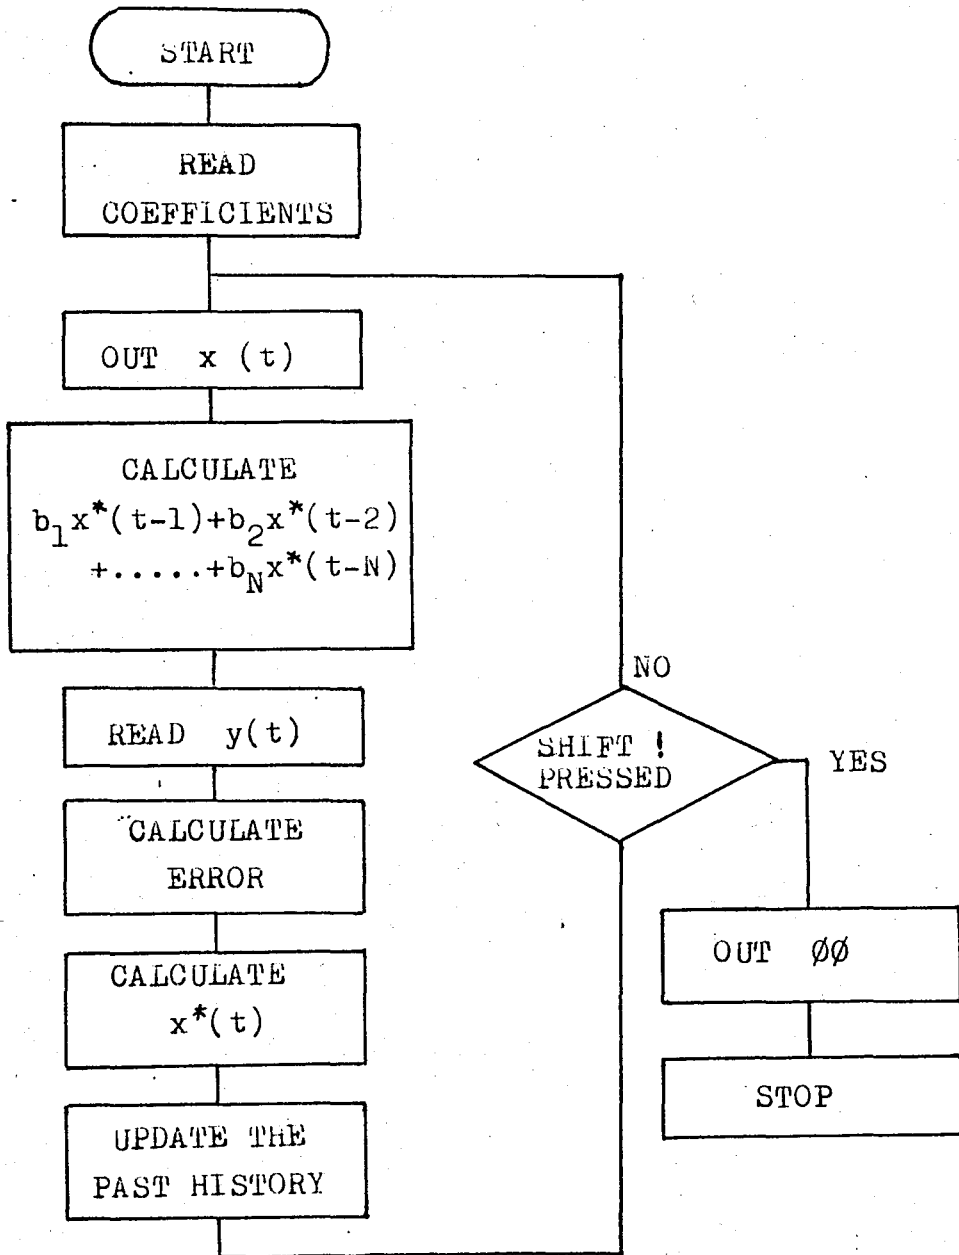 START
READ
COEFFICIENTS
OUT x (t)
CALCULATE
b₁x*(t-1)+b₂x*(t-2)
+.....+b_Nx*(t-N)
READ y(t)
CALCULATE
ERROR
CALCULATE
x*(t)
UPDATE THE
PAST HISTORY
NO
SHIFT !
PRESSED
YES
OUT ØØ
STOP